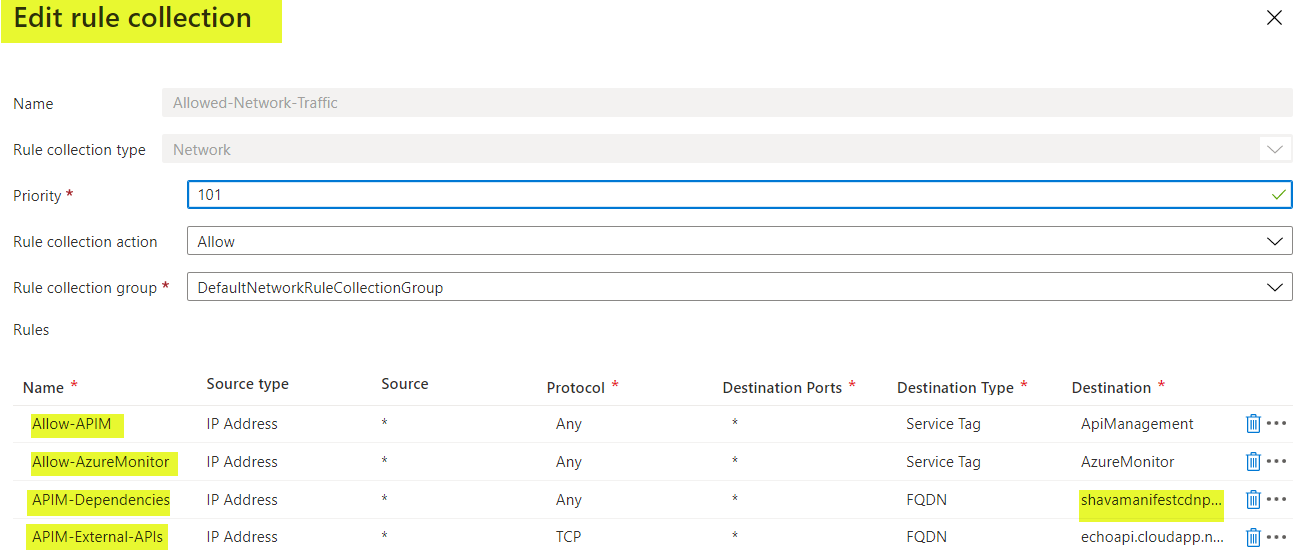 Edit rule collection
Name Allowed-Network-Traffic
Rule collection type Network
Priority * 101
Rule collection action Allow
Rule collection group * DefaultNetworkRuleCollectionGroup
Rules
Name * Source type Source Protocol * Destination Ports * Destination Type * Destination *
Allow-APIM IP Address * Any * Service Tag ApiManagement
Allow-AzureMonitor IP Address * Any * Service Tag AzureMonitor
APIM-Dependencies IP Address * Any * FQDN shavamanifestcdnp...
APIM-External-APIs IP Address * TCP * FQDN echoapi.cloudapp.n...